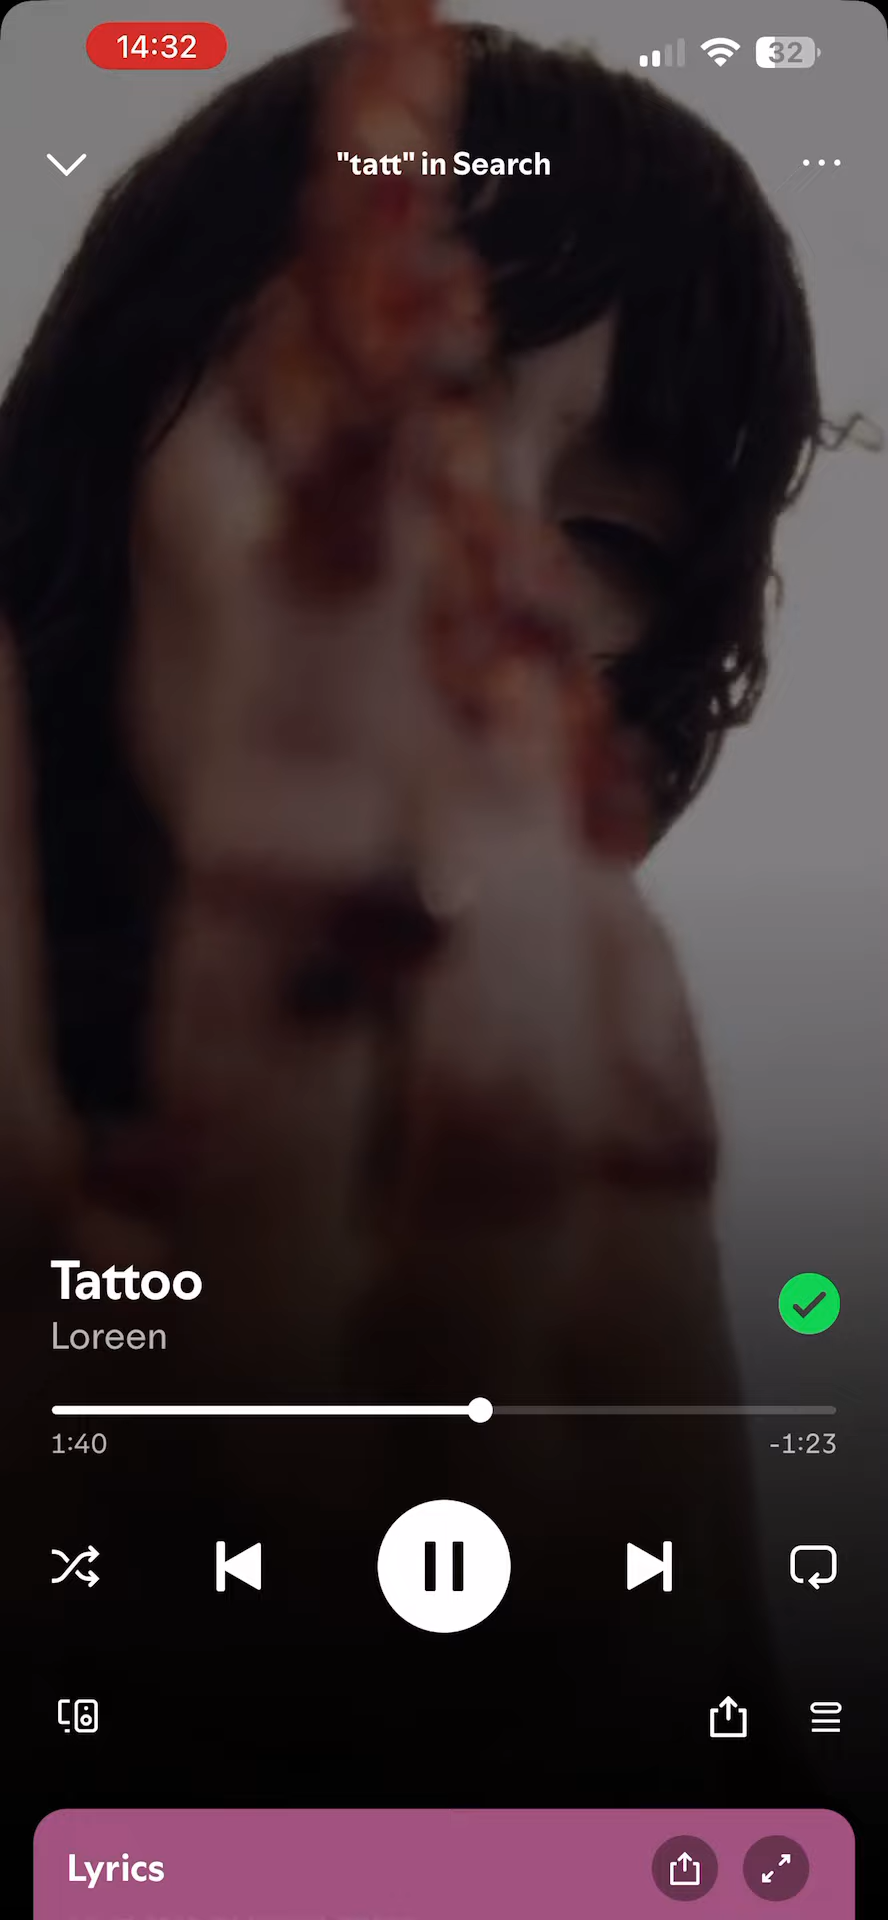 14:32
32
"tatt" in Search
Tattoo
Loreen
1:40
-1:23
Lyrics